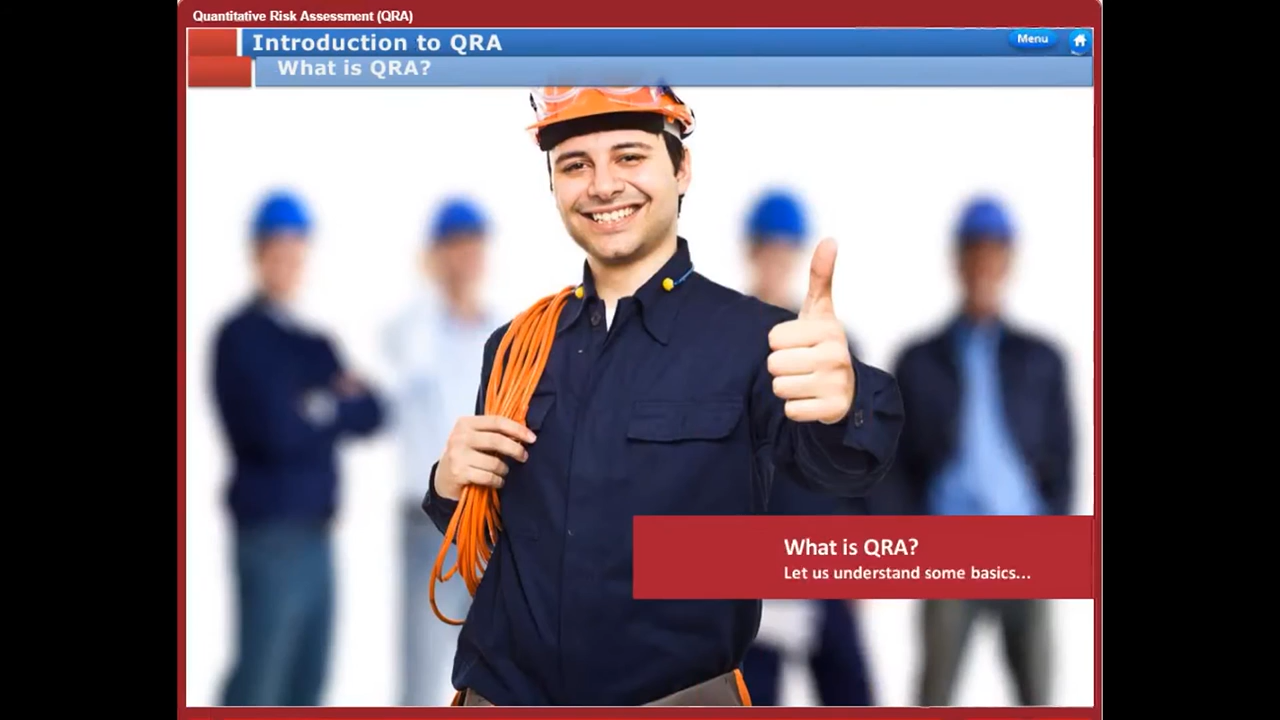 Quantitative Risk Assessment (QRA)
Introduction to QRA
Menu
What is QRA?
What is QRA?
Let us understand some basics...